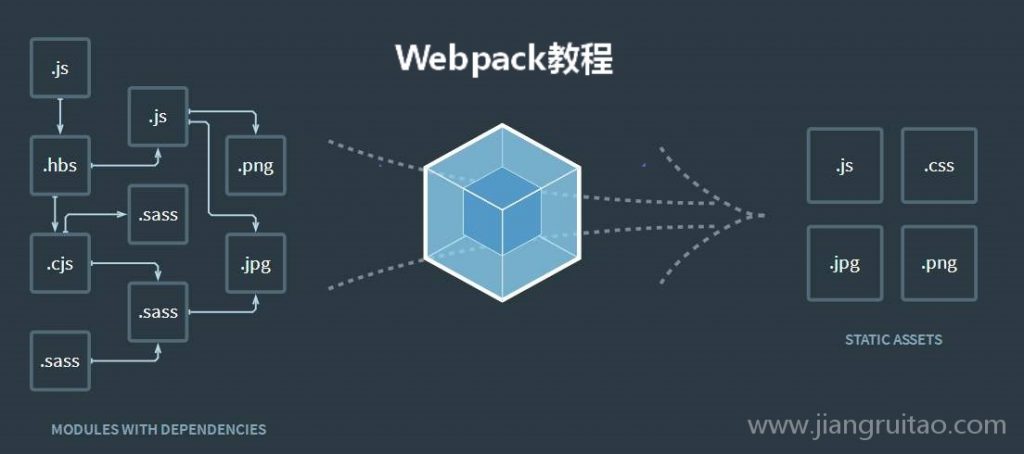 Webpack教程
.js
.js
.hbs
.png
.sass
.cjs
.jpg
.sass
.sass
MODULES WITH DEPENDENCIES
.js
.css
.jpg
.png
STATIC ASSETS
www.jiangruitao.com